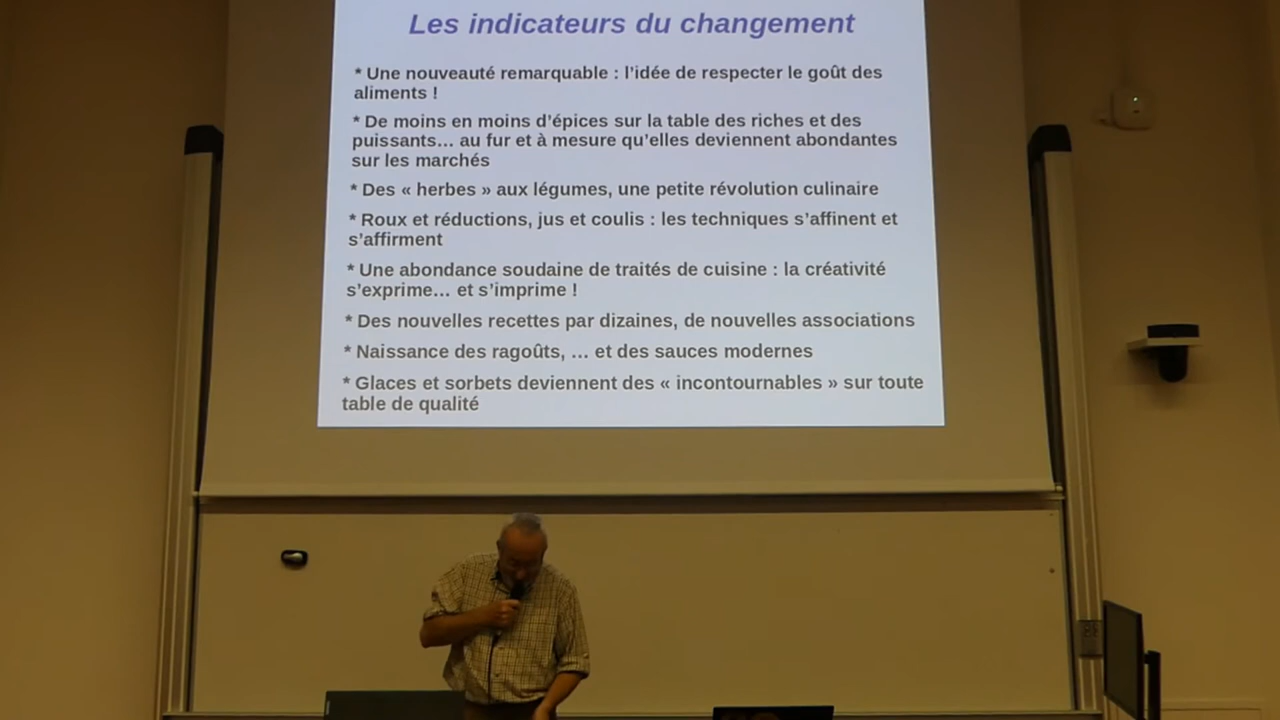 Les indicateurs du changement
* Une nouveauté remarquable : l’idée de respecter le goût des
aliments !
* De moins en moins d’épices sur la table des riches et des
puissants… au fur et à mesure qu’elles deviennent abondantes
sur les marchés
* Des « herbes » aux légumes, une petite révolution culinaire
* Roux et réductions, jus et coulis : les techniques s’affinent et
s’affirment
* Une abondance soudaine de traités de cuisine : la créativité
s’exprime… et s’imprime !
* Des nouvelles recettes par dizaines, de nouvelles associations
* Naissance des ragoûts, … et des sauces modernes
* Glaces et sorbets deviennent des « incontournables » sur toute
table de qualité